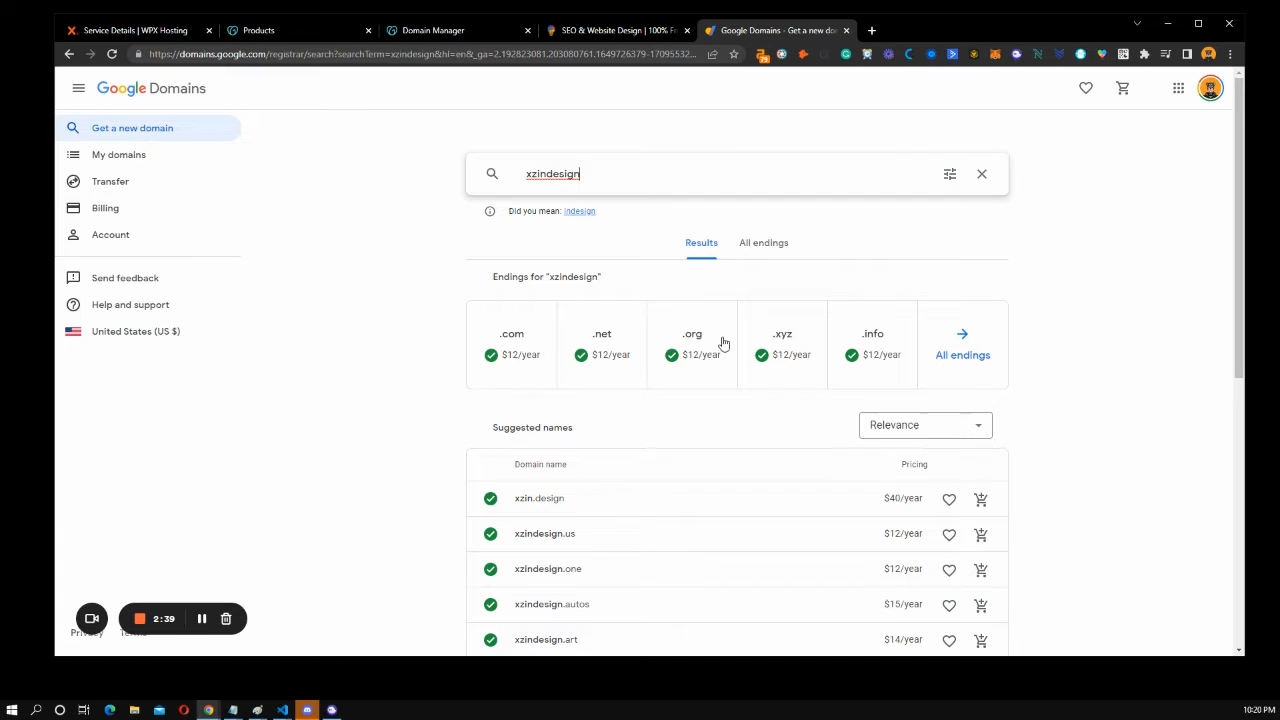 Service Details | WPX Hosting
Products
Domain Manager
SEO & Website Design | 100% F
Google Domains - Get a new do
https://domains.google.com/registrar/search?searchTerm=xzindesign&hl=en&_ga=2.192823081.203080761.1649726379-17095532...
Google Domains
Get a new domain
My domains
Transfer
Billing
Account
Send feedback
Help and support
United States (US $)
xzindesign
Did you mean: indesign
Results
All endings
Endings for "xzindesign"
.com
.net
.org
.xyz
.info
$12/year
$12/year
$12/year
$12/year
$12/year
All endings
Suggested names
Relevance
Domain name
Pricing
xzin.design
$40/year
xzindesign.us
$12/year
xzindesign.one
$12/year
xzindesign.autos
$15/year
xzindesign.art
$14/year
2:39
10:20 PM